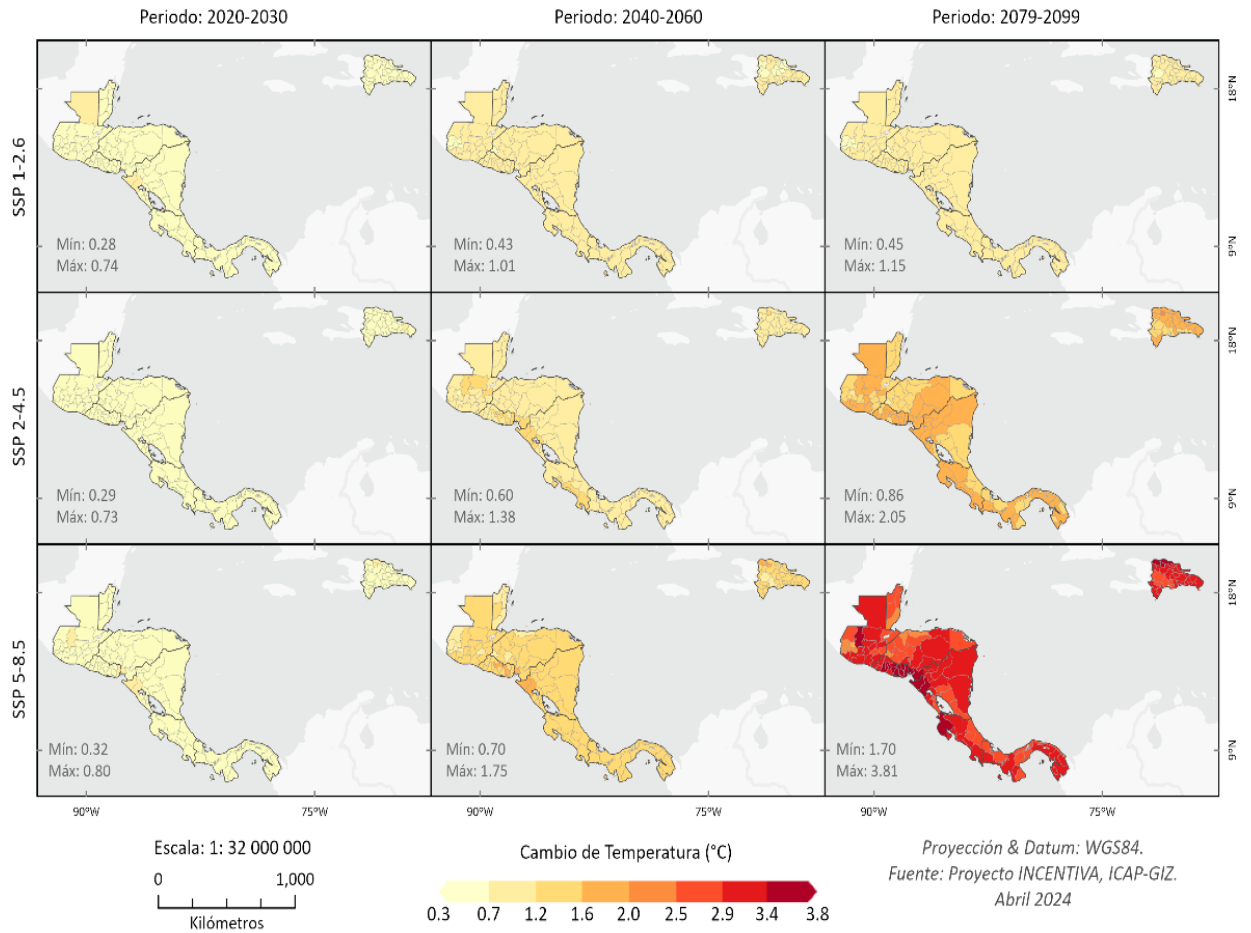 Periodo: 2020-2030
Periodo: 2040-2060
Periodo: 2079-2099
SSP 1-2.6
Mín: 0.28
Máx: 0.74
Mín: 0.43
Máx: 1.01
Mín: 0.45
Máx: 1.15
18°N
9°N
SSP 2-4.5
Mín: 0.29
Máx: 0.73
Mín: 0.60
Máx: 1.38
Mín: 0.86
Máx: 2.05
18°N
9°N
SSP 5-8.5
Mín: 0.32
Máx: 0.80
Mín: 0.70
Máx: 1.75
Mín: 1.70
Máx: 3.81
18°N
9°N
90°W 75°W 90°W 75°W 90°W 75°W
Escala: 1: 32 000 000
0 1,000
Kilómetros
Cambio de Temperatura (°C)
0.3 0.7 1.2 1.6 2.0 2.5 2.9 3.4 3.8
Proyección & Datum: WGS84.
Fuente: Proyecto INCENTIVA, ICAP-GIZ.
Abril 2024